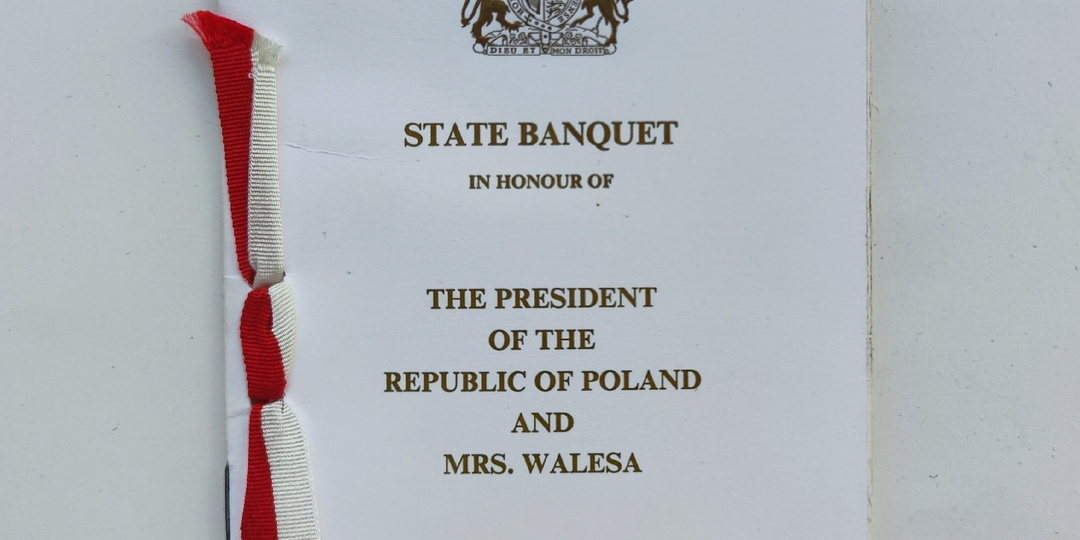 DIEU ET MON DROIT
STATE BANQUET
IN HONOUR OF
THE PRESIDENT
OF THE
REPUBLIC OF POLAND
AND
MRS. WALESA